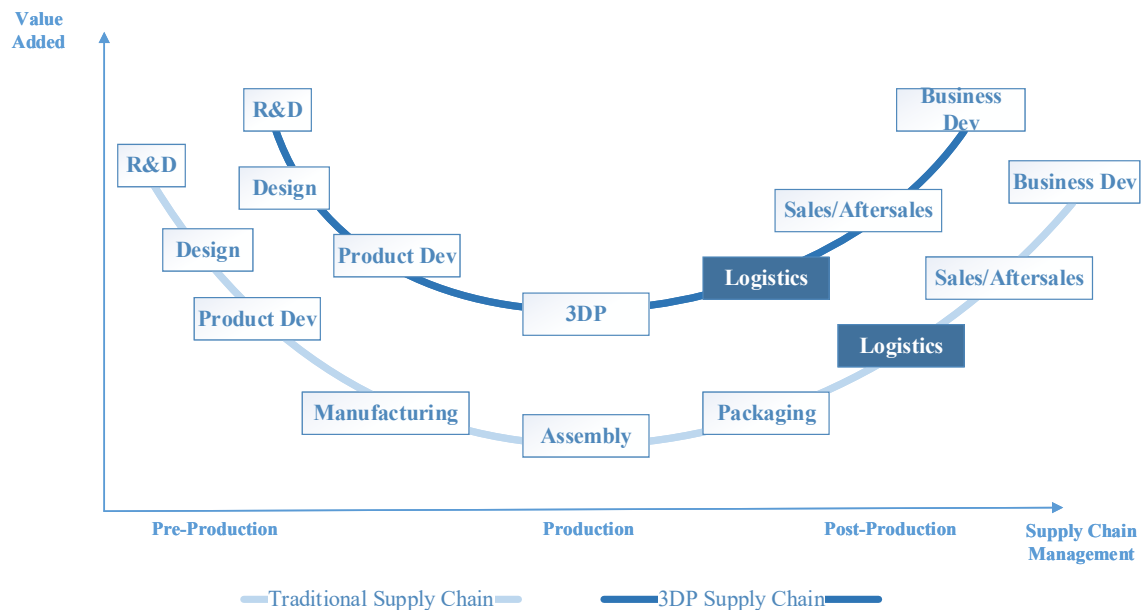 Value
Added
R&D
Design
Product Dev
3DP
Logistics
Sales/Aftersales
Business
Dev
R&D
Design
Product Dev
Manufacturing
Assembly
Packaging
Logistics
Sales/Aftersales
Business Dev
Pre-Production
Production
Post-Production
Supply Chain
Management
Traditional Supply Chain
3DP Supply Chain